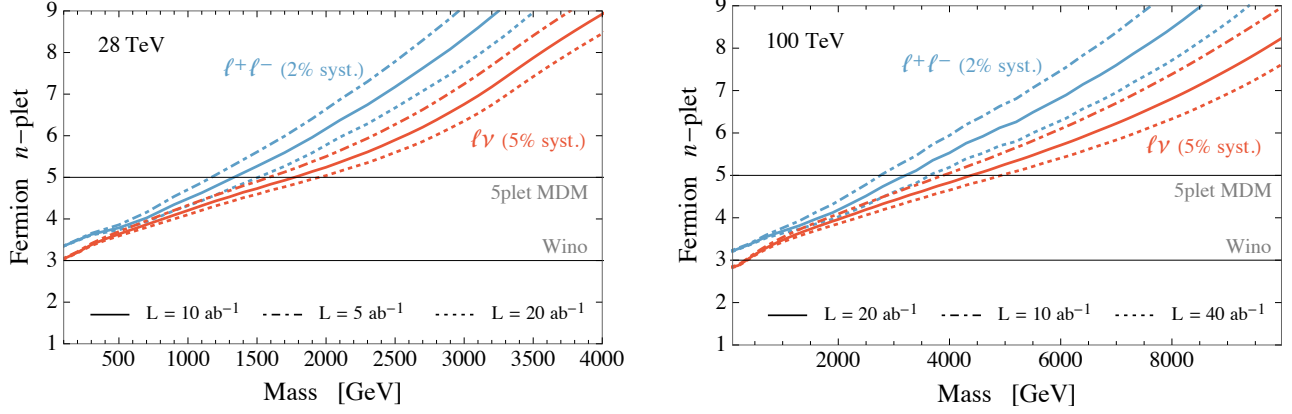 28 TeV
ℓ⁺ℓ⁻ (2% syst.)
ℓν (5% syst.)
5plet MDM
Wino
L = 10 ab⁻¹ L = 5 ab⁻¹ L = 20 ab⁻¹
Fermion n−plet
9
8
7
6
5
4
3
2
1
500 1000 1500 2000 2500 3000 3500 4000
Mass [GeV]
100 TeV
ℓ⁺ℓ⁻ (2% syst.)
ℓν (5% syst.)
5plet MDM
Wino
L = 20 ab⁻¹ L = 10 ab⁻¹ L = 40 ab⁻¹
Fermion n−plet
9
8
7
6
5
4
3
2
1
2000 4000 6000 8000
Mass [GeV]